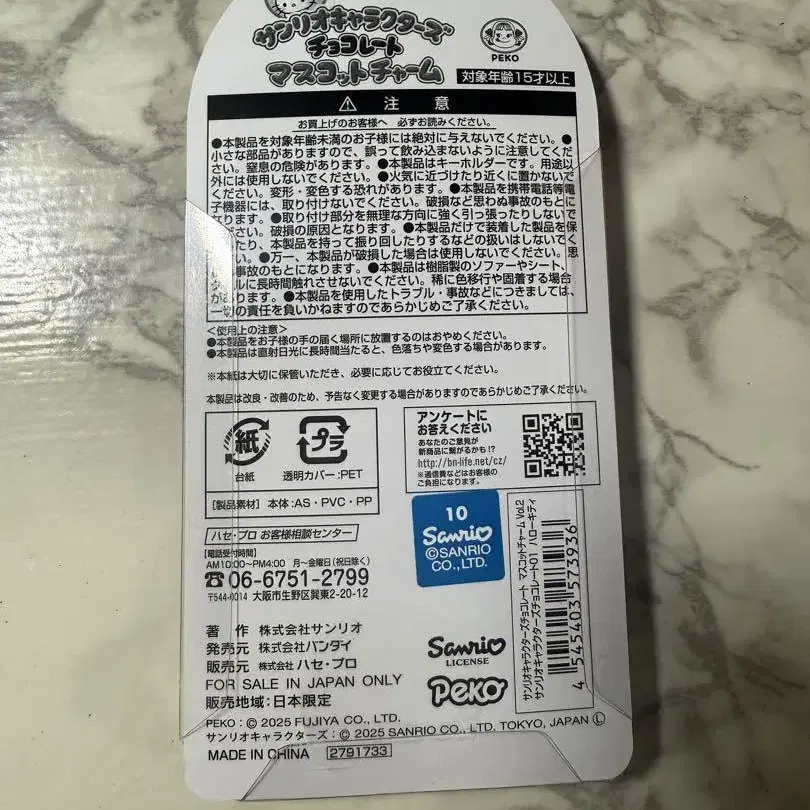 サンリオキャラクターズ
チョコレート
マスコットチャーム
PEKO
対象年齢15才以上
⚠ 注 意
お買上げのお客様へ 必ずお読みください。
●本製品を対象年齢未満のお子様には絶対に与えないでください。●
小さな部品がありますので、誤って飲み込まないように注意してくだ
さい。窒息の危険があります。●本製品はキーホルダーです。用途以
外には使用しないでください。●火気に近づけたり近くに置かないで
ください。変形・変色する恐れがあります。●本製品を携帯電話等電
子機器には、取り付けないでください。破損など思わぬ事故のもとに
なります。●取り付け部分を無理な方向に強く引っ張ったりしないで
ください。破損の原因となります。●本製品だけで装着した製品を保
持したり、本製品を持って振り回したりするなどの扱いはしないでく
ださい。●万一、本製品が破損した場合は使用しないでください。思
わぬ事故のもとになります。●本製品は樹脂製のソファーやシート、
タイルに長時間触れさせないでください。稀に色移行や固着する場合
があります。●本製品を使用したトラブル・事故などにつきましては、
一切の責任を負いかねますのであらかじめご了承ください。
<使用上の注意>
●本製品をお子様の手の届く場所に放置するのはおやめください。
●本製品は直射日光に長時間当たると、色落ちや変色する場合があります。
※本紙は大切に保管いただき、必要に応じてお役立てください。
本製品は改良・改善のため、予告なく変更する場合がありますのであらかじめご了承ください。
紙
台紙
プラ
透明カバー:PET
[製品素材] 本体:AS・PVC・PP
アンケートに
お答えください
あなたのご意見が
新商品に繋がるかも!?
http://bn-life.net/cz/
※通信費などはお客様の
ご負担になります。
ハセ・プロ お客様相談センター
【電話受付時間】
AM10:00~PM4:00 月~金曜日(祝日除く)
☎06-6751-2799
〒544-0014 大阪市生野区巽東2-20-12
10
Sanrio
©SANRIO
CO.,LTD.
サンリオキャラクターズチョコレート マスコットチャーム Vol.2
サンリオキャラクターズチョコレート01 ハローキティ
4 545403 573936
著 作 株式会社サンリオ
発売元 株式会社バンダイ
販売元 株式会社 ハセ・プロ
FOR SALE IN JAPAN ONLY
販売地域:日本限定
Sanrio
LICENSE
PeKo
PEKO:© 2025 FUJIYA CO., LTD.
サンリオキャラクターズ:© 2025 SANRIO CO., LTD. TOKYO, JAPAN Ⓛ
MADE IN CHINA 2791733